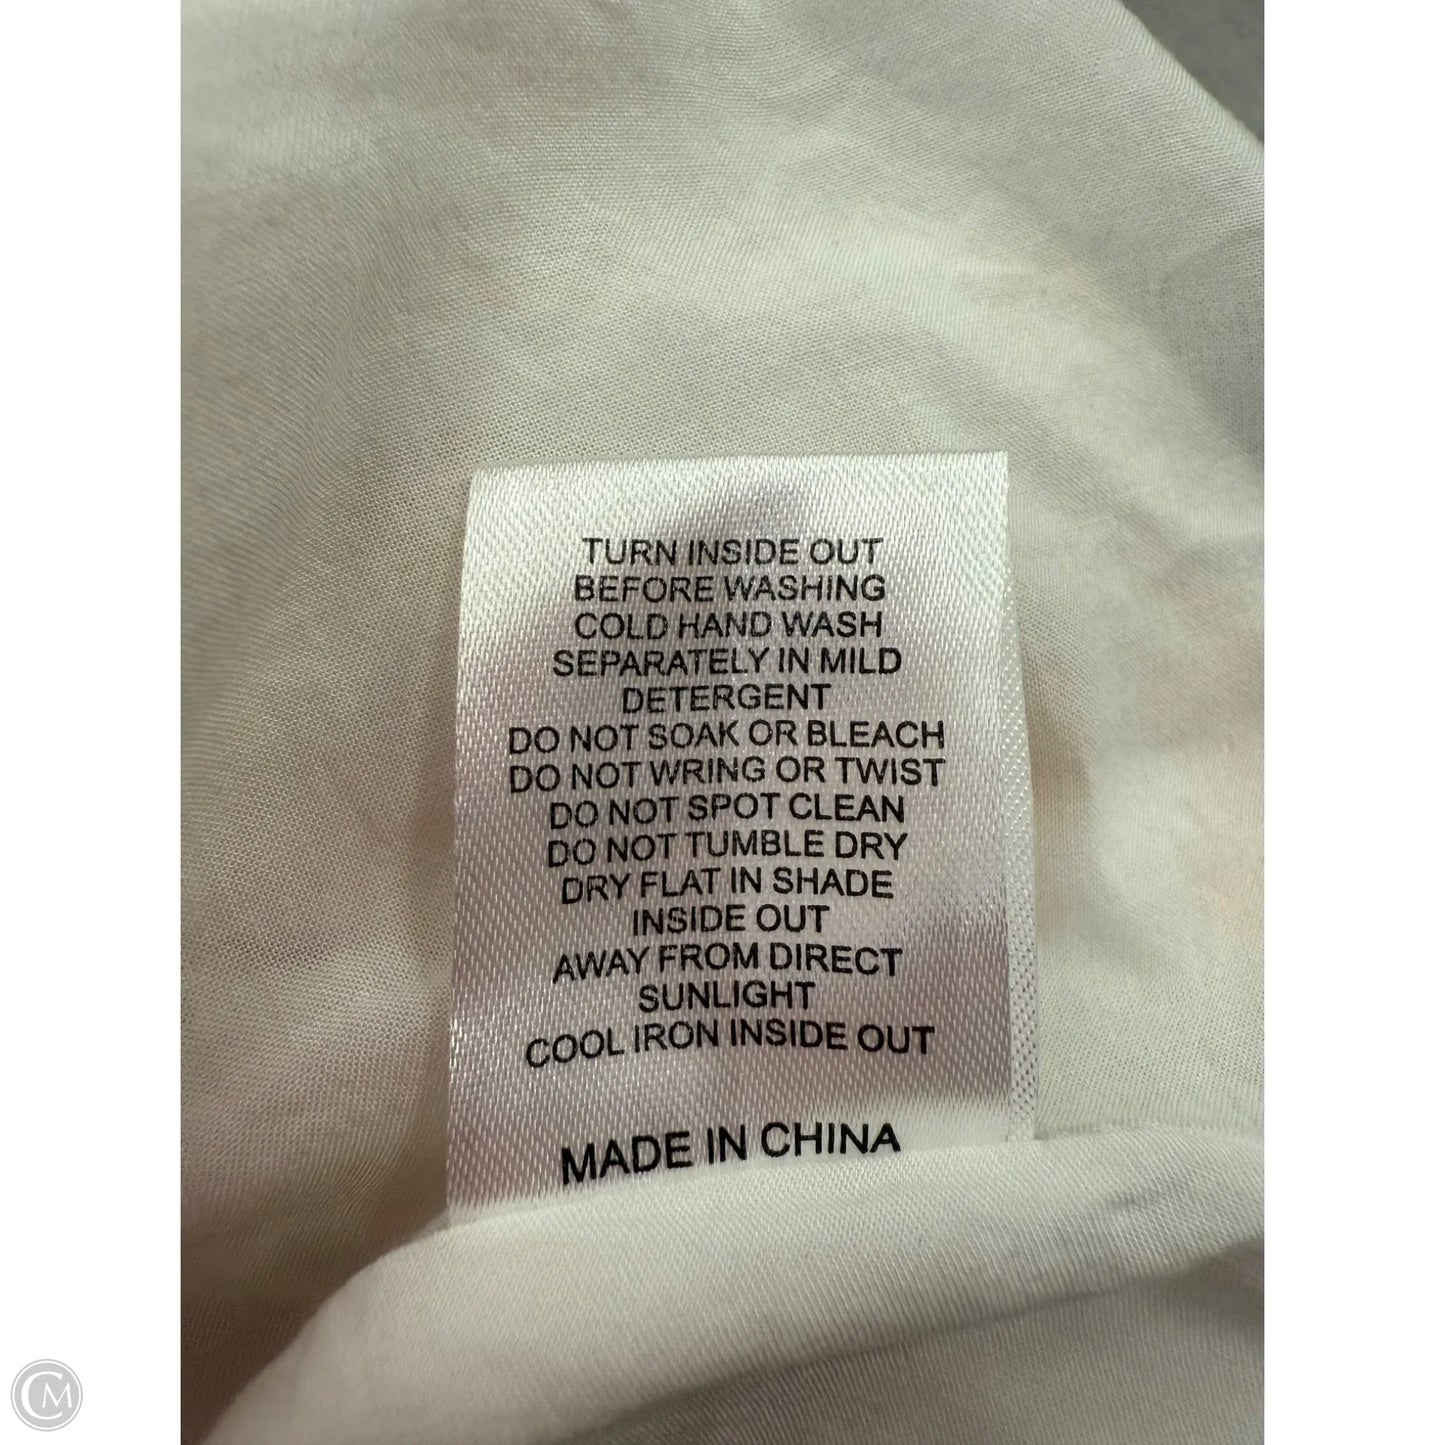 TURN INSIDE OUT
BEFORE WASHING
COLD HAND WASH
SEPARATELY IN MILD
DETERGENT
DO NOT SOAK OR BLEACH
DO NOT WRING OR TWIST
DO NOT SPOT CLEAN
DO NOT TUMBLE DRY
DRY FLAT IN SHADE
INSIDE OUT
AWAY FROM DIRECT
SUNLIGHT
COOL IRON INSIDE OUT
MADE IN CHINA
CM